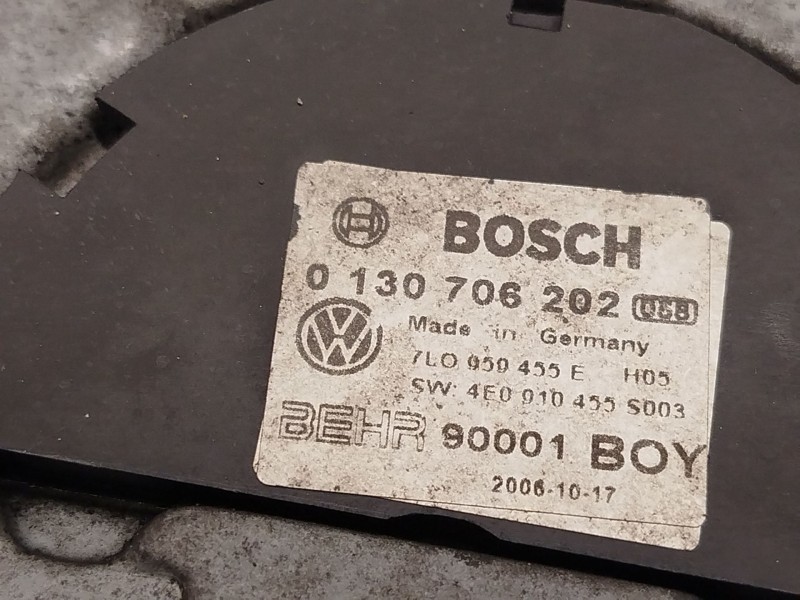 BOSCH
0 130 706 202 068
Made in Germany
7L0 959 455 E H05
SW: 4E0 910 455 S003
BEHR 90001 BOY
2006-10-17